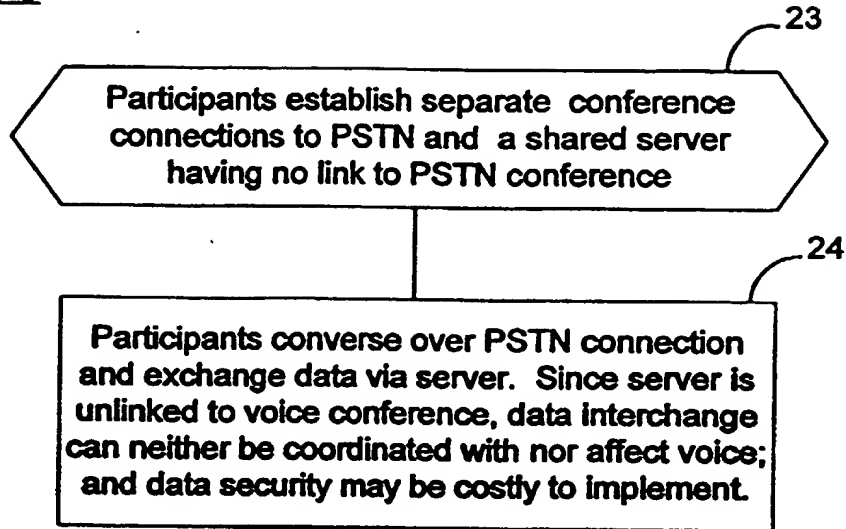 23
Participants establish separate conference
connections to PSTN and a shared server
having no link to PSTN conference
24
Participants converse over PSTN connection
and exchange data via server. Since server is
unlinked to voice conference, data interchange
can neither be coordinated with nor affect voice;
and data security may be costly to implement.